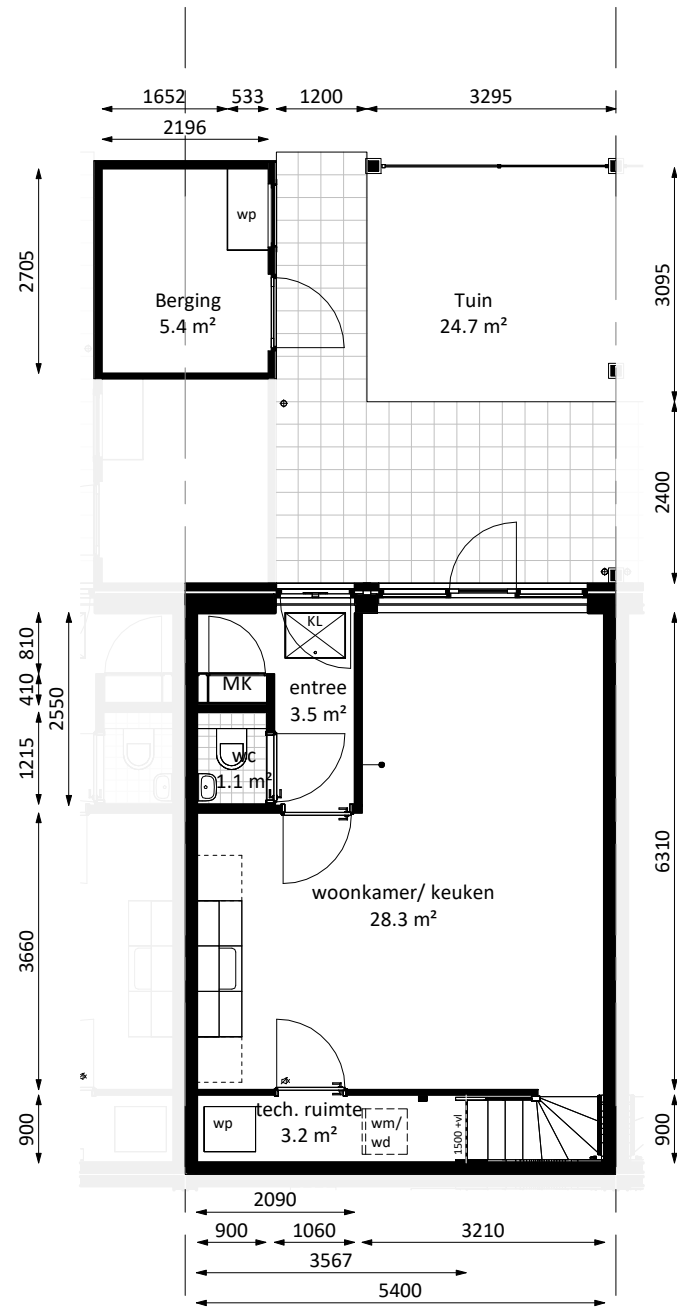 1652 533 1200 3295
2196
2705
wp
Berging
5.4 m²
Tuin
24.7 m²
3095
2400
810
410
2550
1215
KL
MK
entree
3.5 m²
wc
1.1 m²
6310
woonkamer/ keuken
28.3 m²
3660
900
wp
tech. ruimte
3.2 m²
wm/
wd
1500 +vl
900
2090
900 1060 3210
3567
5400